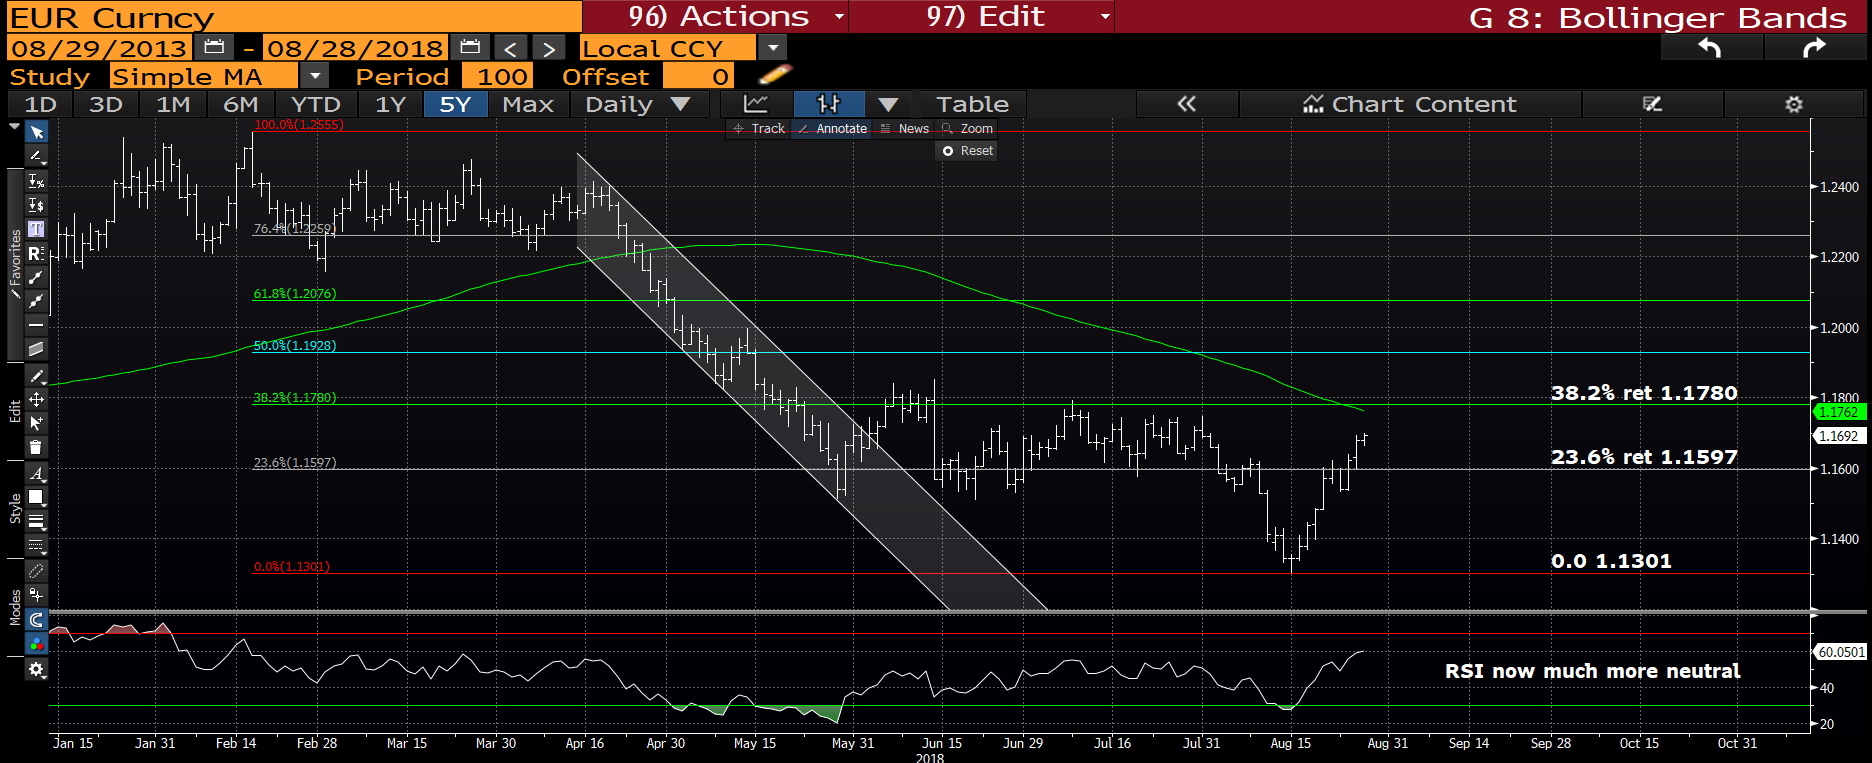 EUR Curncy 96) Actions 97) Edit G 8: Bollinger Bands
08/29/2013 - 08/28/2018 < > Local CCY
Study Simple MA Period 100 Offset 0
1D 3D 1M 6M YTD 1Y 5Y Max Daily Table « Chart Content
Track Annotate News Zoom
Reset
Favorites
Edit
Style
Modes
%
$
T
R
A
100.0%(1.2555)
76.4%(1.2259)
61.8%(1.2076)
50.0%(1.1928)
38.2%(1.1780)
23.6%(1.1597)
0.0%(1.1301)
38.2% ret 1.1780
23.6% ret 1.1597
0.0 1.1301
1.2400
1.2200
1.2000
1.1800
1.1762
1.1692
1.1600
1.1400
RSI now much more neutral
60.0501
40
20
Jan 15 Jan 31 Feb 14 Feb 28 Mar 15 Mar 30 Apr 16 Apr 30 May 15 May 31 Jun 15 Jun 29 Jul 16 Jul 31 Aug 15 Aug 31 Sep 14 Sep 28 Oct 15 Oct 31
2018